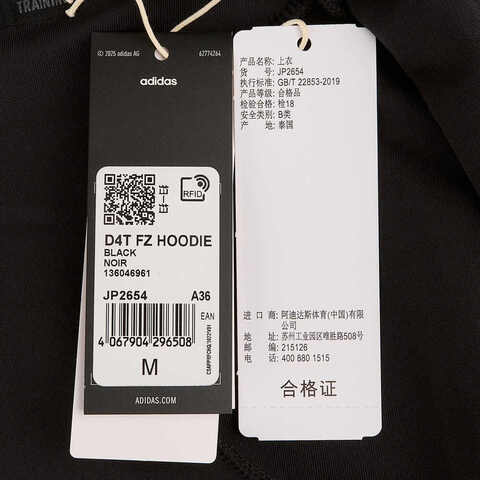 TRAINING
© 2025 adidas AG
62774264
adidas
RFID
D4T FZ HOODIE
BLACK
NOIR
136046961
JP2654 A36
EAN
4 067904 296508
M
ADIDAS.COM
产品名称: 上衣
货 号: JP2654
执行标准: GB/T 22853-2019
产品等级: 合格品
检验合格: 检18
安全类别: B类
产 地: 泰国
进 口 商: 阿迪达斯体育(中国)有限
公司
地 址: 苏州工业园区唯胜路508号
邮 编: 215126
电 话: 400 880 1515
合格证